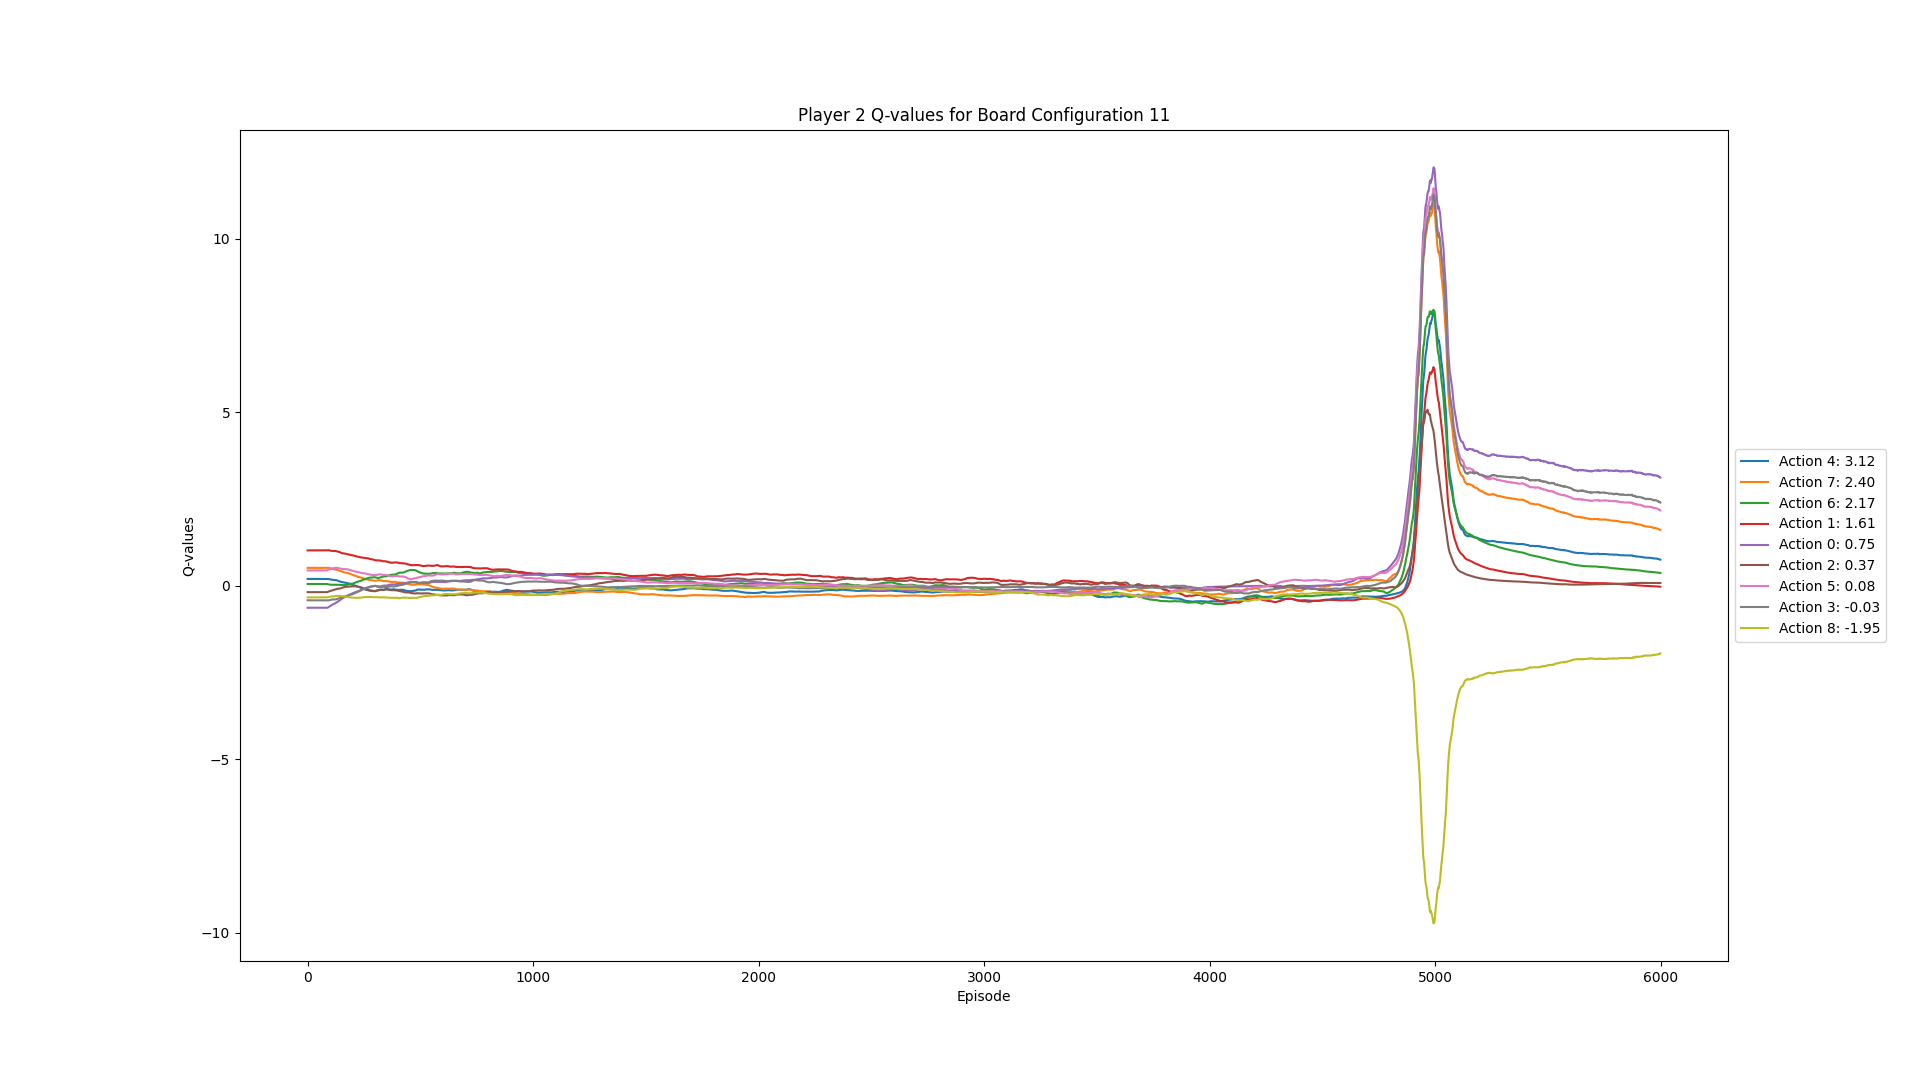 Player 2 Q-values for Board Configuration 11
10
5
0
−5
−10
Q-values
0
1000
2000
3000
4000
5000
6000
Episode
Action 4: 3.12
Action 7: 2.40
Action 6: 2.17
Action 1: 1.61
Action 0: 0.75
Action 2: 0.37
Action 5: 0.08
Action 3: -0.03
Action 8: -1.95